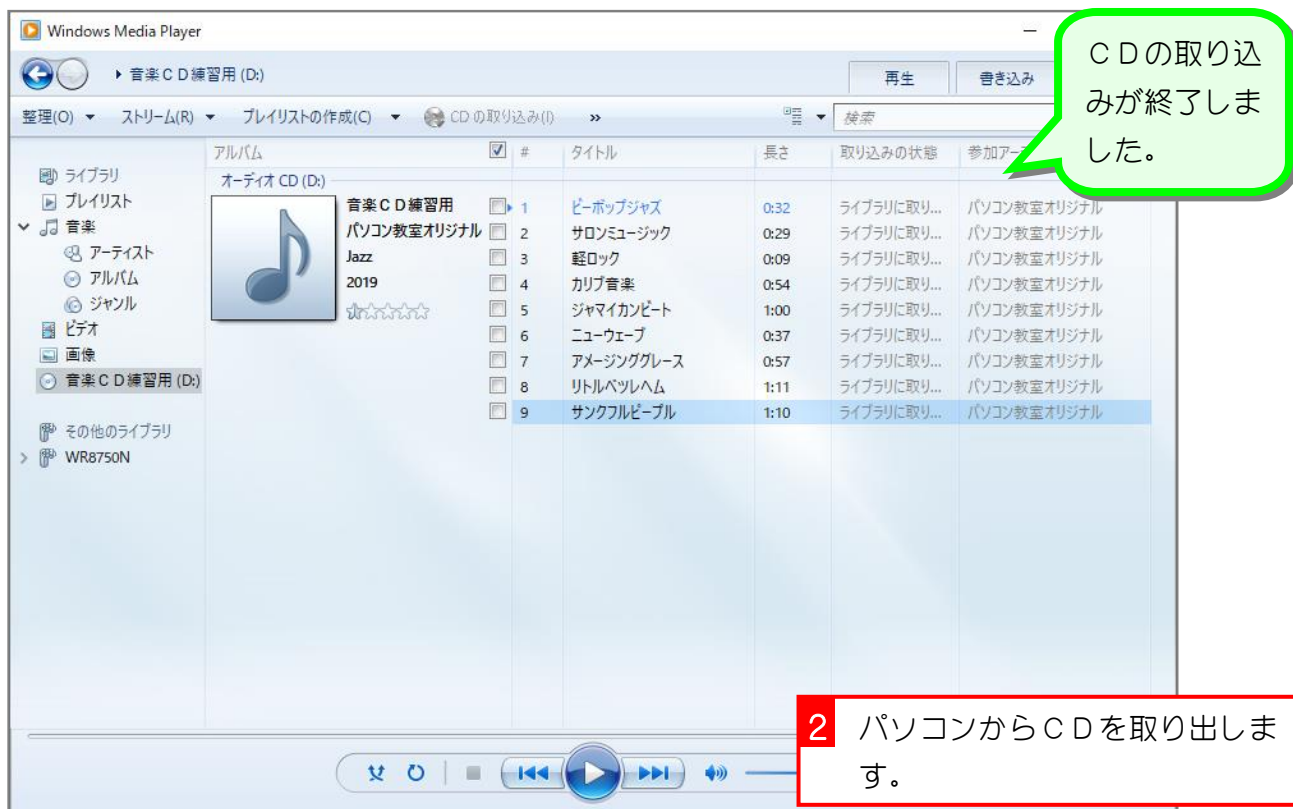 Windows Media Player
音楽ＣＤ練習用 (D:)
再生
書き込み
整理(O)
ストリーム(R)
プレイリストの作成(C)
CD の取り込み(I)
»
検索
ＣＤの取り込
みが終了しま
した。
アルバム
#
タイトル
長さ
取り込みの状態
参加アー
ライブラリ
プレイリスト
音楽
アーティスト
アルバム
ジャンル
ビデオ
画像
音楽ＣＤ練習用 (D:)
その他のライブラリ
WR8750N
オーディオ CD (D:)
音楽ＣＤ練習用
パソコン教室オリジナル
Jazz
2019
1 ビーボップジャズ 0:32 ライブラリに取り... パソコン教室オリジナル
2 サロンミュージック 0:29 ライブラリに取り... パソコン教室オリジナル
3 軽ロック 0:09 ライブラリに取り... パソコン教室オリジナル
4 カリブ音楽 0:54 ライブラリに取り... パソコン教室オリジナル
5 ジャマイカンビート 1:00 ライブラリに取り... パソコン教室オリジナル
6 ニューウェーブ 0:37 ライブラリに取り... パソコン教室オリジナル
7 アメージンググレース 0:57 ライブラリに取り... パソコン教室オリジナル
8 リトルベツレヘム 1:11 ライブラリに取り... パソコン教室オリジナル
9 サンクフルピープル 1:10 ライブラリに取り... パソコン教室オリジナル
2 パソコンからＣＤを取り出しま
す。